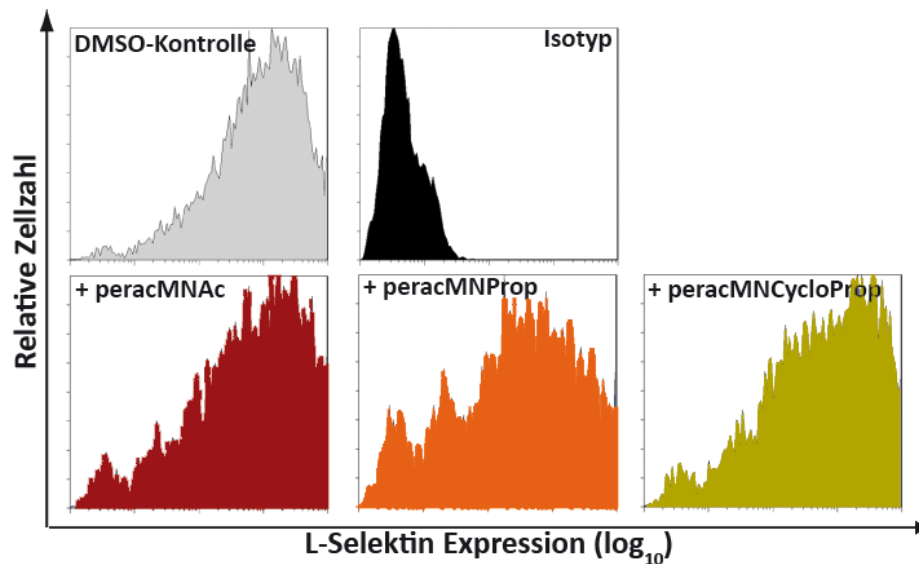 DMSO-Kontrolle
Isotyp
+ peracMNAc
+ peracMNProp
+ peracMNCycloProp
Relative Zellzahl
L-Selektin Expression (log₁₀)